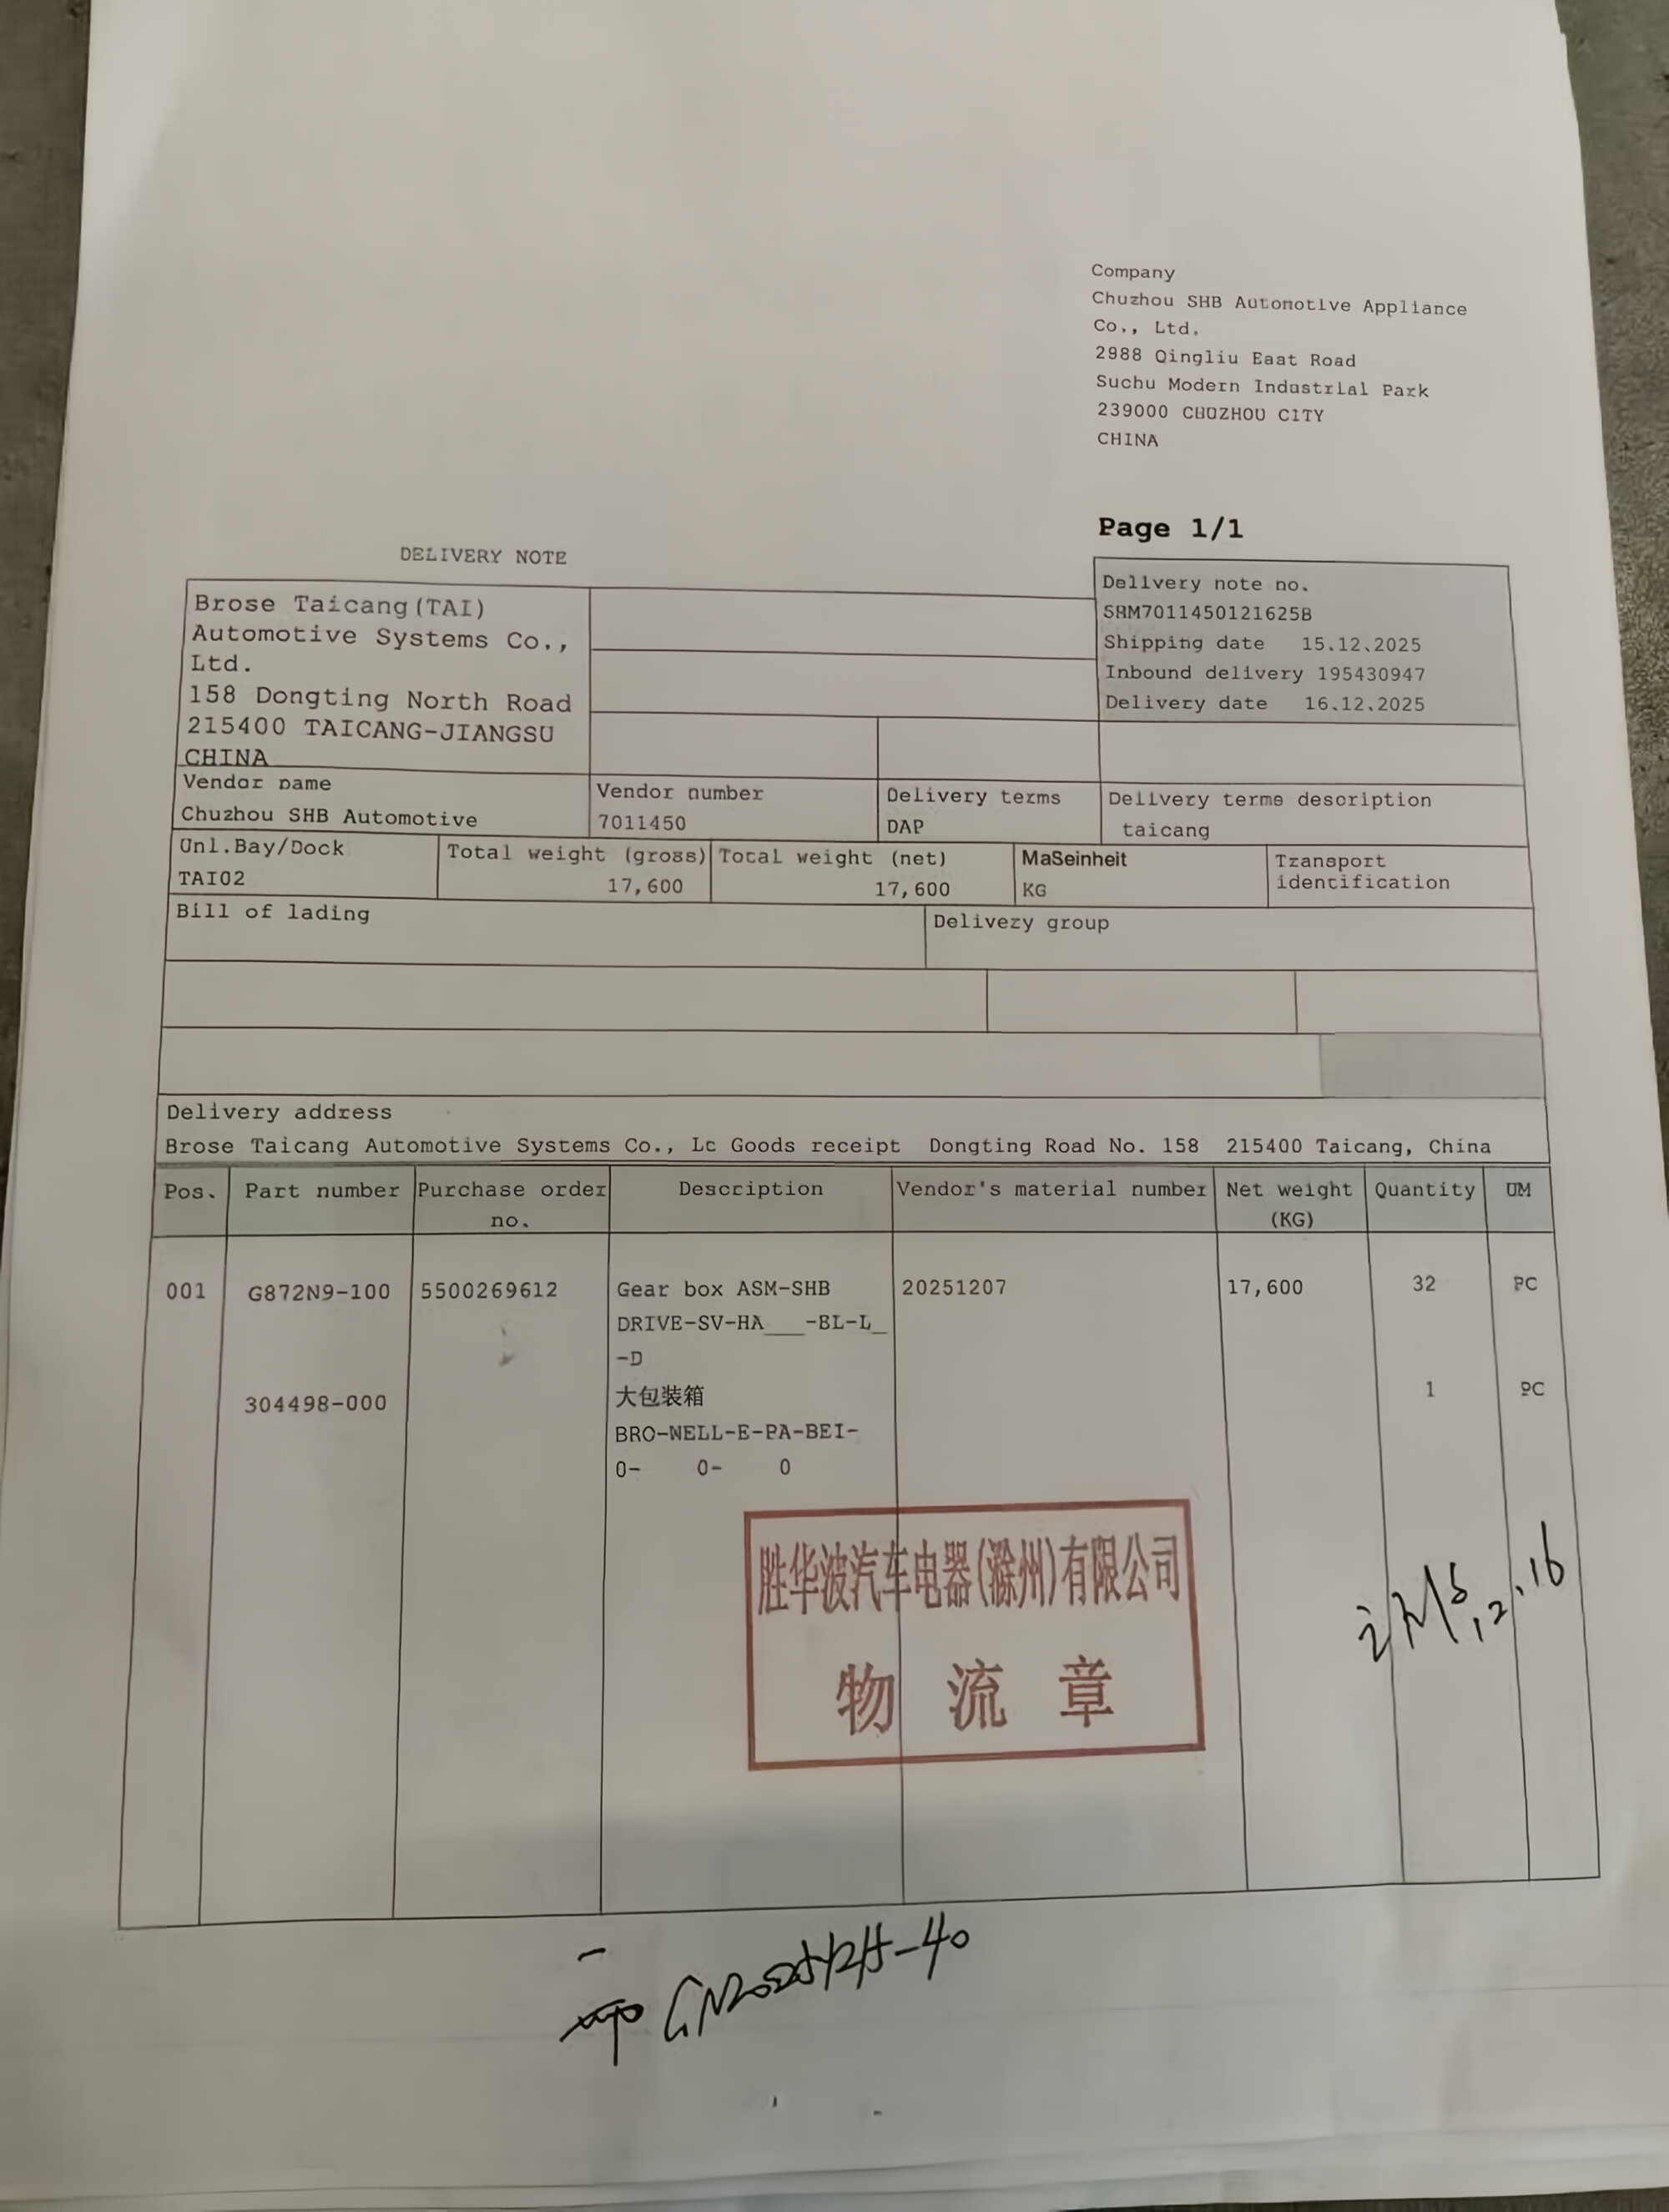 Company
Chuzhou SHB Automotive Appliance
Co., Ltd.
2988 Qingliu Eaat Road
Suchu Modern Industrial Park
239000 CHUZHOU CITY
CHINA
Page 1/1
DELIVERY NOTE
Brose Taicang(TAI)
Automotive Systems Co.,
Ltd.
158 Dongting North Road
215400 TAICANG-JIANGSU
CHINA
Delivery note no.
SRM7011450121625B
Shipping date 15.12.2025
Inbound delivery 195430947
Delivery date 16.12.2025
Vendor name
Chuzhou SHB Automotive
Vendor number
7011450
Delivery terms
DAP
Delivery terms description
taicang
Unl.Bay/Dock
TAI02
Total weight (gross)
17,600
Total weight (net)
17,600
MaSeinheit
KG
Transport
identification
Bill of lading
Delivery group
Delivery address
Brose Taicang Automotive Systems Co., Lc Goods receipt Dongting Road No. 158 215400 Taicang, China
Pos. Part number Purchase order no. Description Vendor's material number Net weight (KG) Quantity UM
001 G872N9-100 5500269612 Gear box ASM-SHB 20251207 17,600 32 PC
DRIVE-SV-HA___-BL-L_
-D
304498-000 大包装箱 1 PC
BRO-WELL-E-PA-BEI-
0- 0- 0
胜华波汽车电器(滁州)有限公司
物流章
12.16